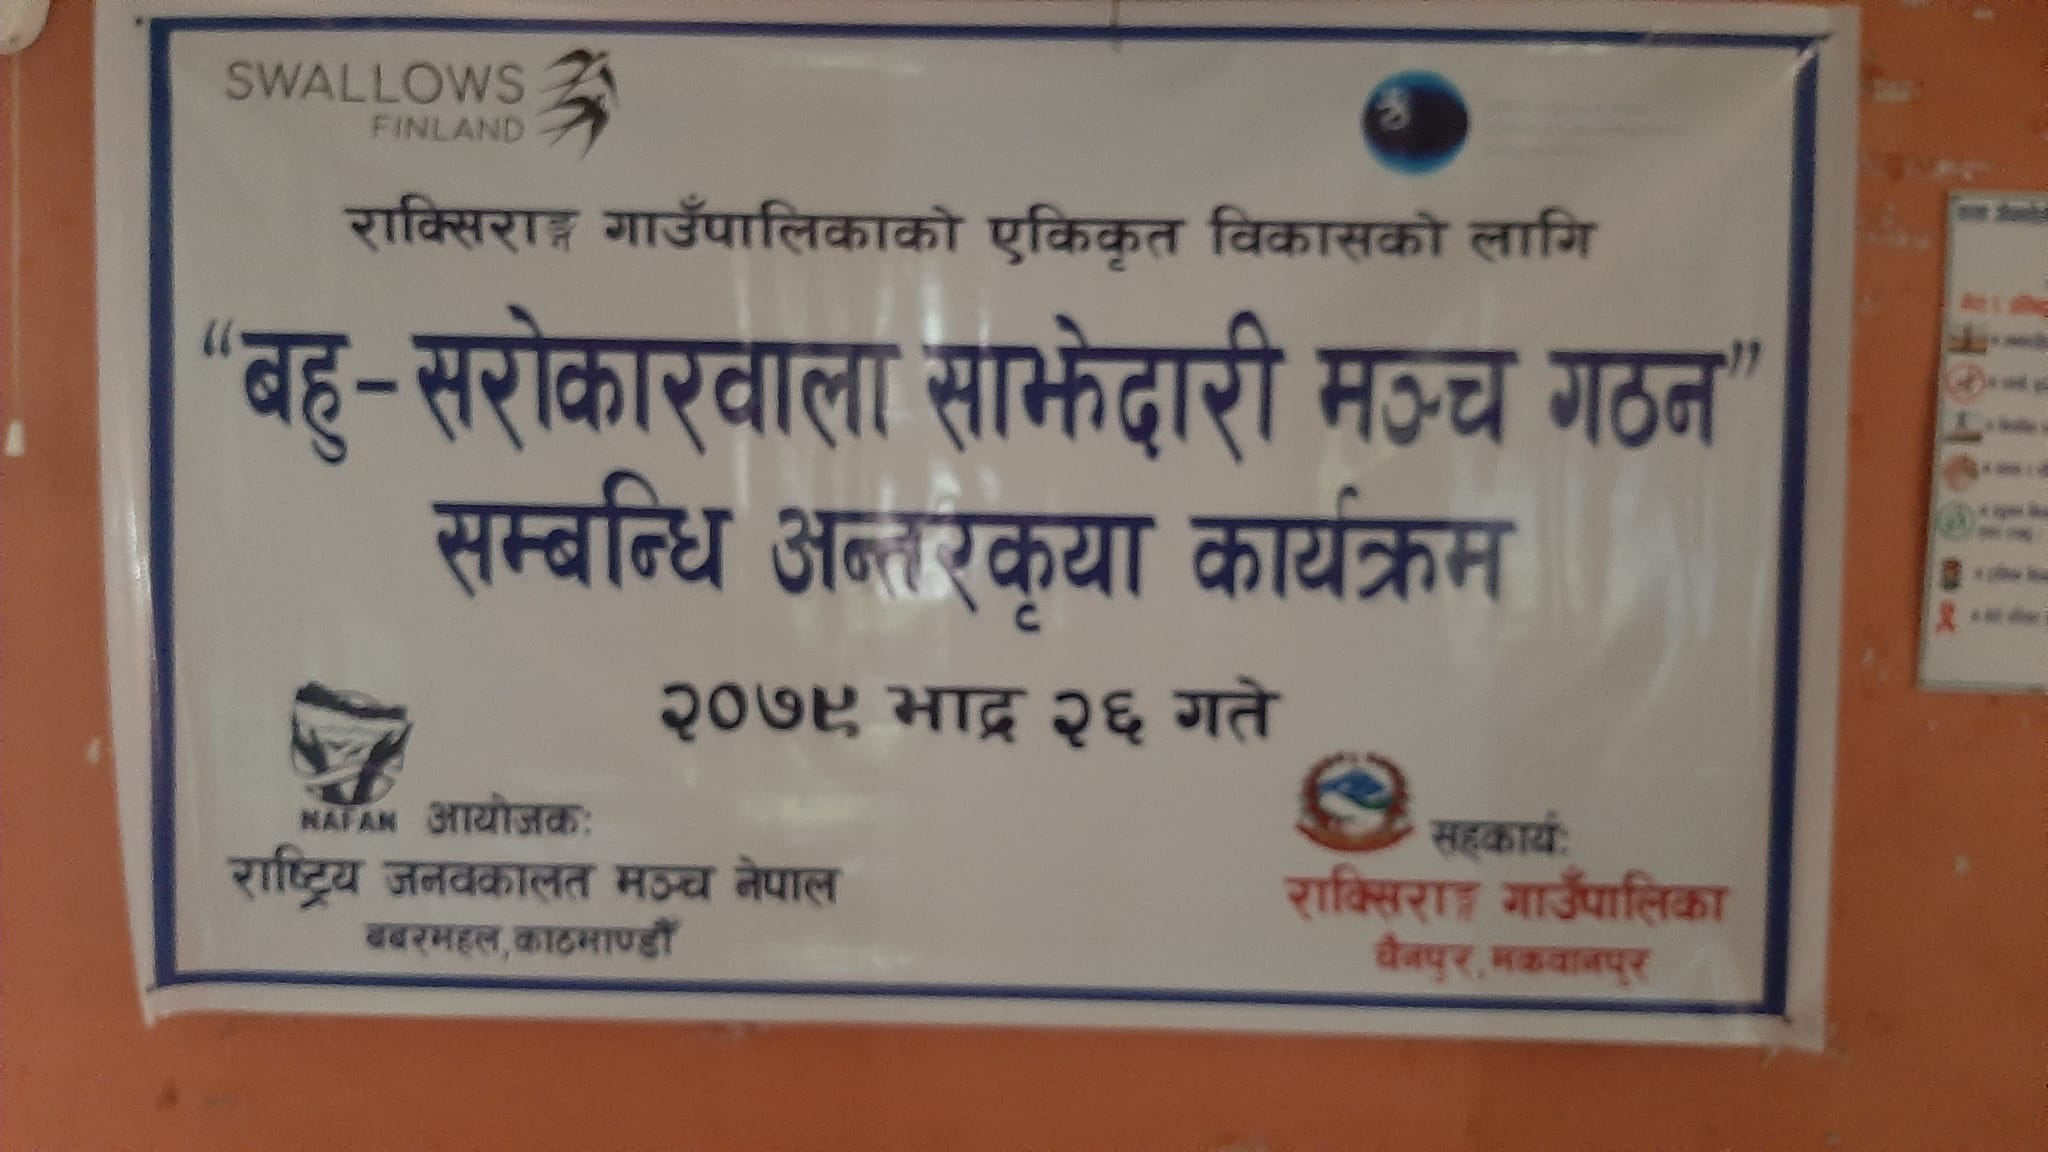 SWALLOWS
FINLAND
राक्सिराङ्ग गाउँपालिकाको एकिकृत विकासको लागि
“बहु-सरोकारवाला साझेदारी मञ्च गठन”
सम्बन्धि अन्तरकृया कार्यक्रम
२०७९ भाद्र २६ गते
NAFAN आयोजक:
राष्ट्रिय जनवकालत मञ्च नेपाल
बबरमहल,काठमाण्डौँ
सहकार्य:
राक्सिराङ्ग गाउँपालिका
चैनपुर, मकवानपुर